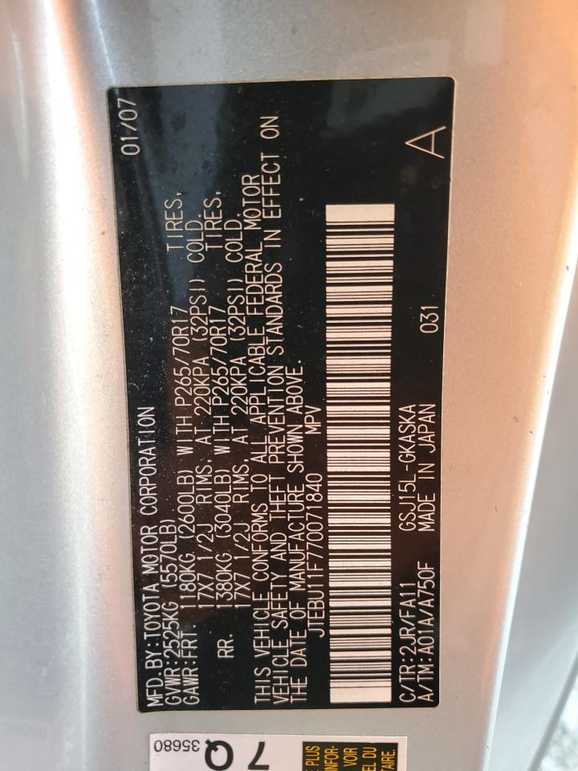 MFD.BY:TOYOTA MOTOR CORPORATION 01/07
GVWR:2525KG (5570LB)
GAWR:FRT. 1180KG (2600LB) WITH P265/70R17 TIRES,
17X7 1/2J RIMS, AT 220KPA (32PSI) COLD.
RR. 1380KG (3040LB) WITH P265/70R17 TIRES,
17X7 1/2J RIMS, AT 220KPA (32PSI) COLD.
THIS VEHICLE CONFORMS TO ALL APPLICABLE FEDERAL MOTOR
VEHICLE SAFETY AND THEFT PREVENTION STANDARDS IN EFFECT ON
THE DATE OF MANUFACTURE SHOWN ABOVE.
JTEBU11F770071840 MPV
C/TR:2JR/FA11 GSJ15L-GKASKA 031 A
A/TM:A01A/A750F MADE IN JAPAN
35680
7Q
PLUS
VOIR